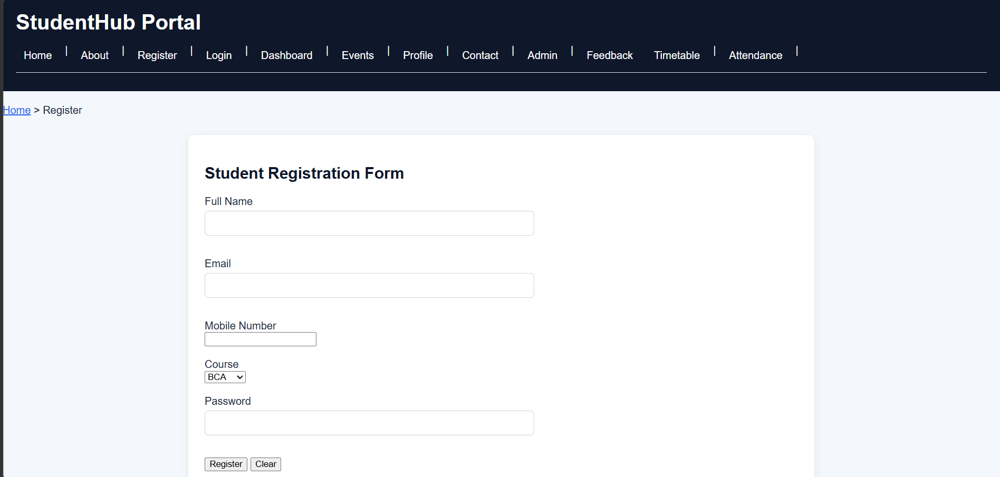 StudentHub Portal
Home | About | Register | Login | Dashboard | Events | Profile | Contact | Admin | Feedback Timetable | Attendance |
Home > Register
Student Registration Form
Full Name
Email
Mobile Number
Course
BCA
Password
Register Clear